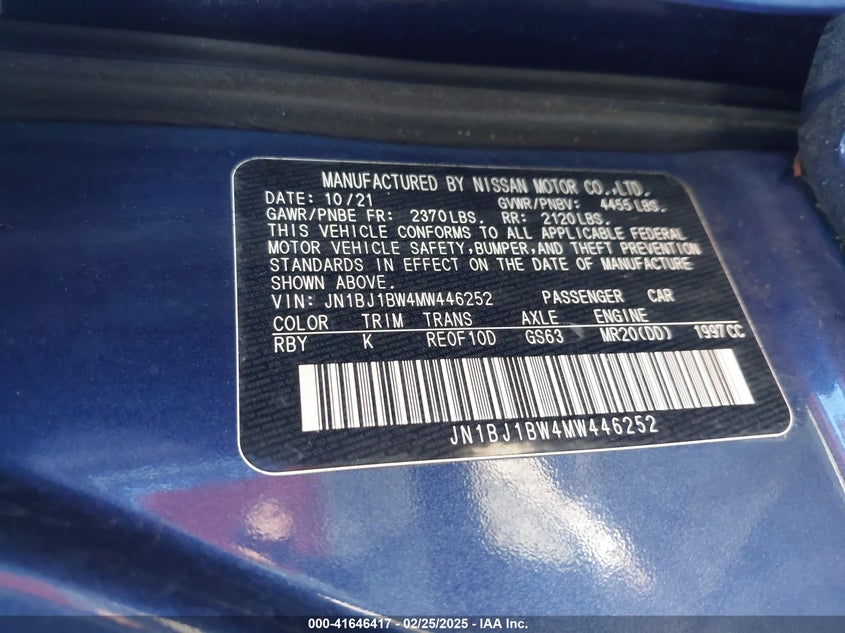 MANUFACTURED BY NISSAN MOTOR CO.,LTD.
DATE: 10/21 GVWR/PNBV: 4455 LBS.
GAWR/PNBE FR: 2370 LBS. RR: 2120 LBS.
THIS VEHICLE CONFORMS TO ALL APPLICABLE FEDERAL
MOTOR VEHICLE SAFETY, BUMPER, AND THEFT PREVENTION
STANDARDS IN EFFECT ON THE DATE OF MANUFACTURE
SHOWN ABOVE.
VIN: JN1BJ1BW4MW446252 PASSENGER CAR
COLOR TRIM TRANS AXLE ENGINE
RBY K REOF10D GS63 MR20(DD) 1997CC
JN1BJ1BW4MW446252
000-41646417 - 02/25/2025 - IAAI.COM